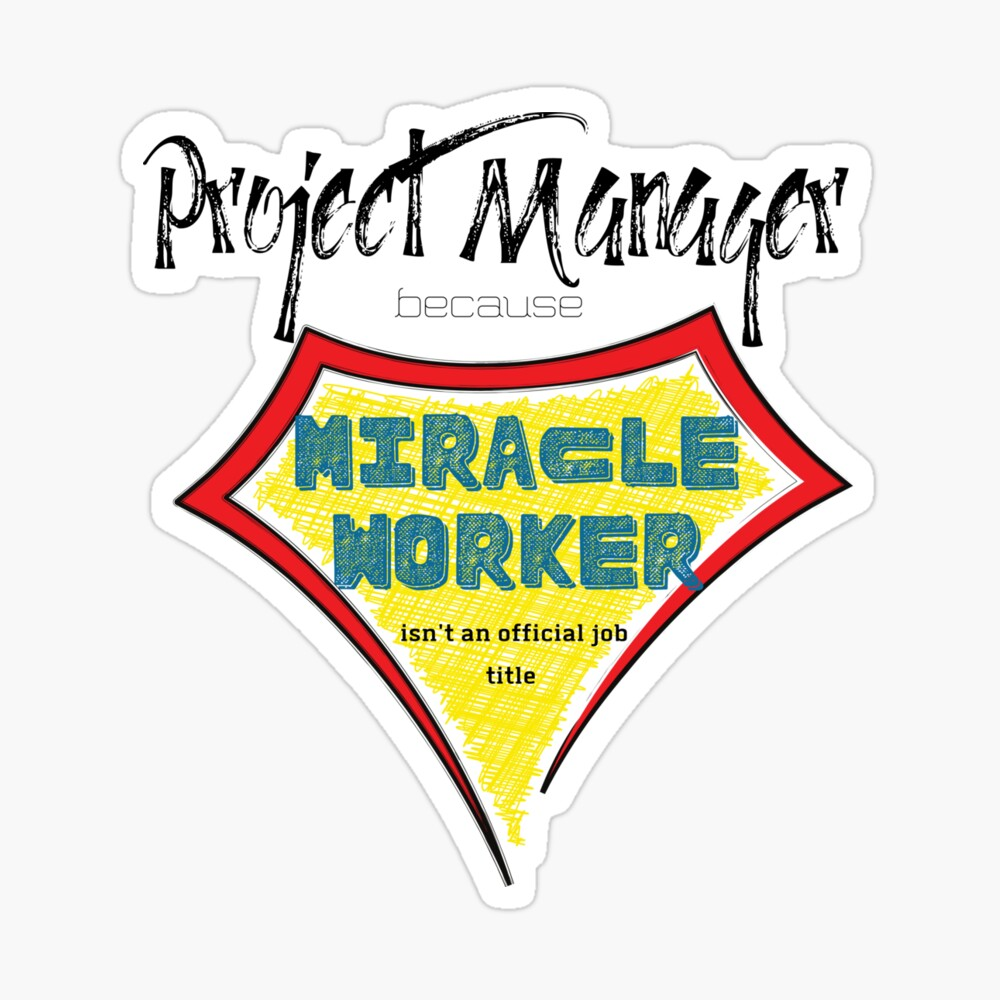 Project Manager
because
MIRACLE
WORKER
isn't an official job
title